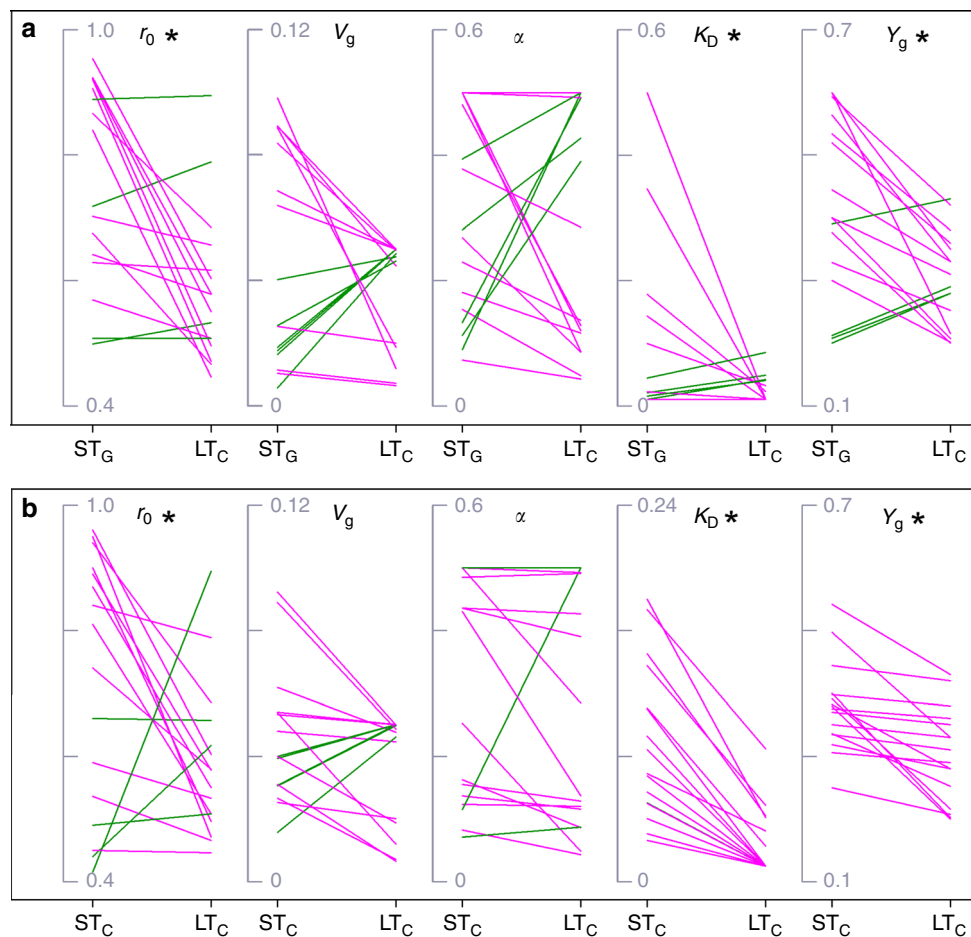 a
r0 * Vg α KD * Yg *
1.0 0.12 0.6 0.6 0.7
0.4 0 0 0 0.1
STG LTC STG LTC STG LTC STG LTC STG LTC
b
r0 * Vg α KD * Yg *
1.0 0.12 0.6 0.24 0.7
0.4 0 0 0 0.1
STC LTC STC LTC STC LTC STC LTC STC LTC